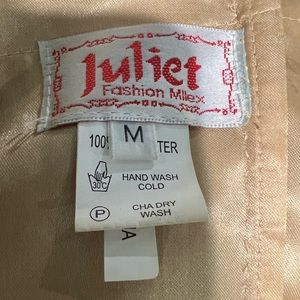 Juliet
Fashion Milex
M
100% TER
30°C
HAND WASH
COLD
P
CHA DRY
WASH